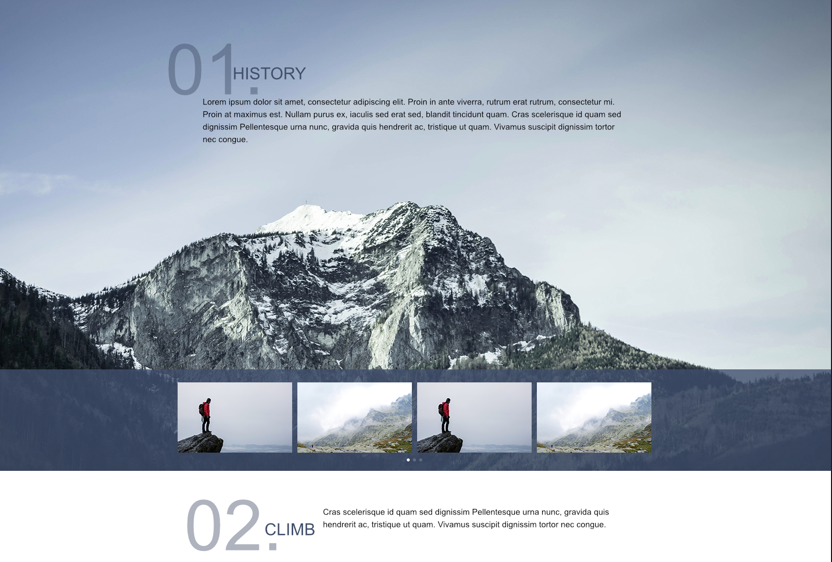 01.
HISTORY
Lorem ipsum dolor sit amet, consectetur adipiscing elit. Proin in ante viverra, rutrum erat rutrum, consectetur mi.
Proin at maximus est. Nullam purus ex, iaculis sed erat sed, blandit tincidunt quam. Cras scelerisque id quam sed
dignissim Pellentesque urna nunc, gravida quis hendrerit ac, tristique ut quam. Vivamus suscipit dignissim tortor
nec congue.
02.
CLIMB
Cras scelerisque id quam sed dignissim Pellentesque urna nunc, gravida quis
hendrerit ac, tristique ut quam. Vivamus suscipit dignissim tortor nec congue.